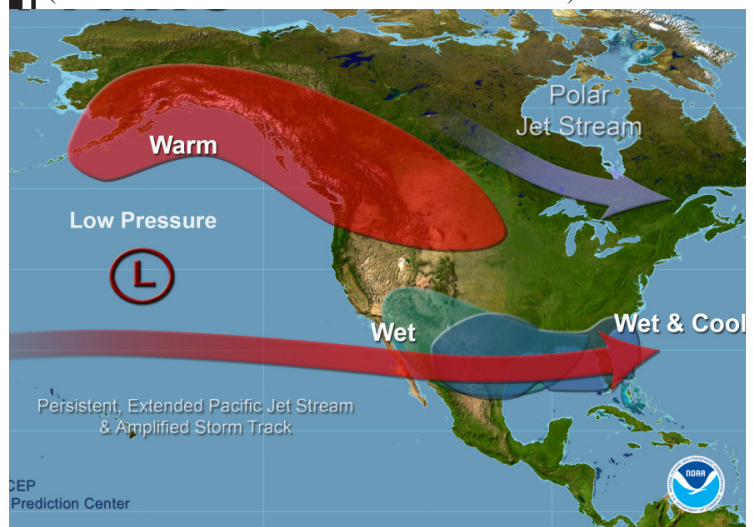 Polar
Jet Stream
Warm
Low Pressure
L
Wet
Wet & Cool
Persistent, Extended Pacific Jet Stream
& Amplified Storm Track
NOAA
CEP
Prediction Center